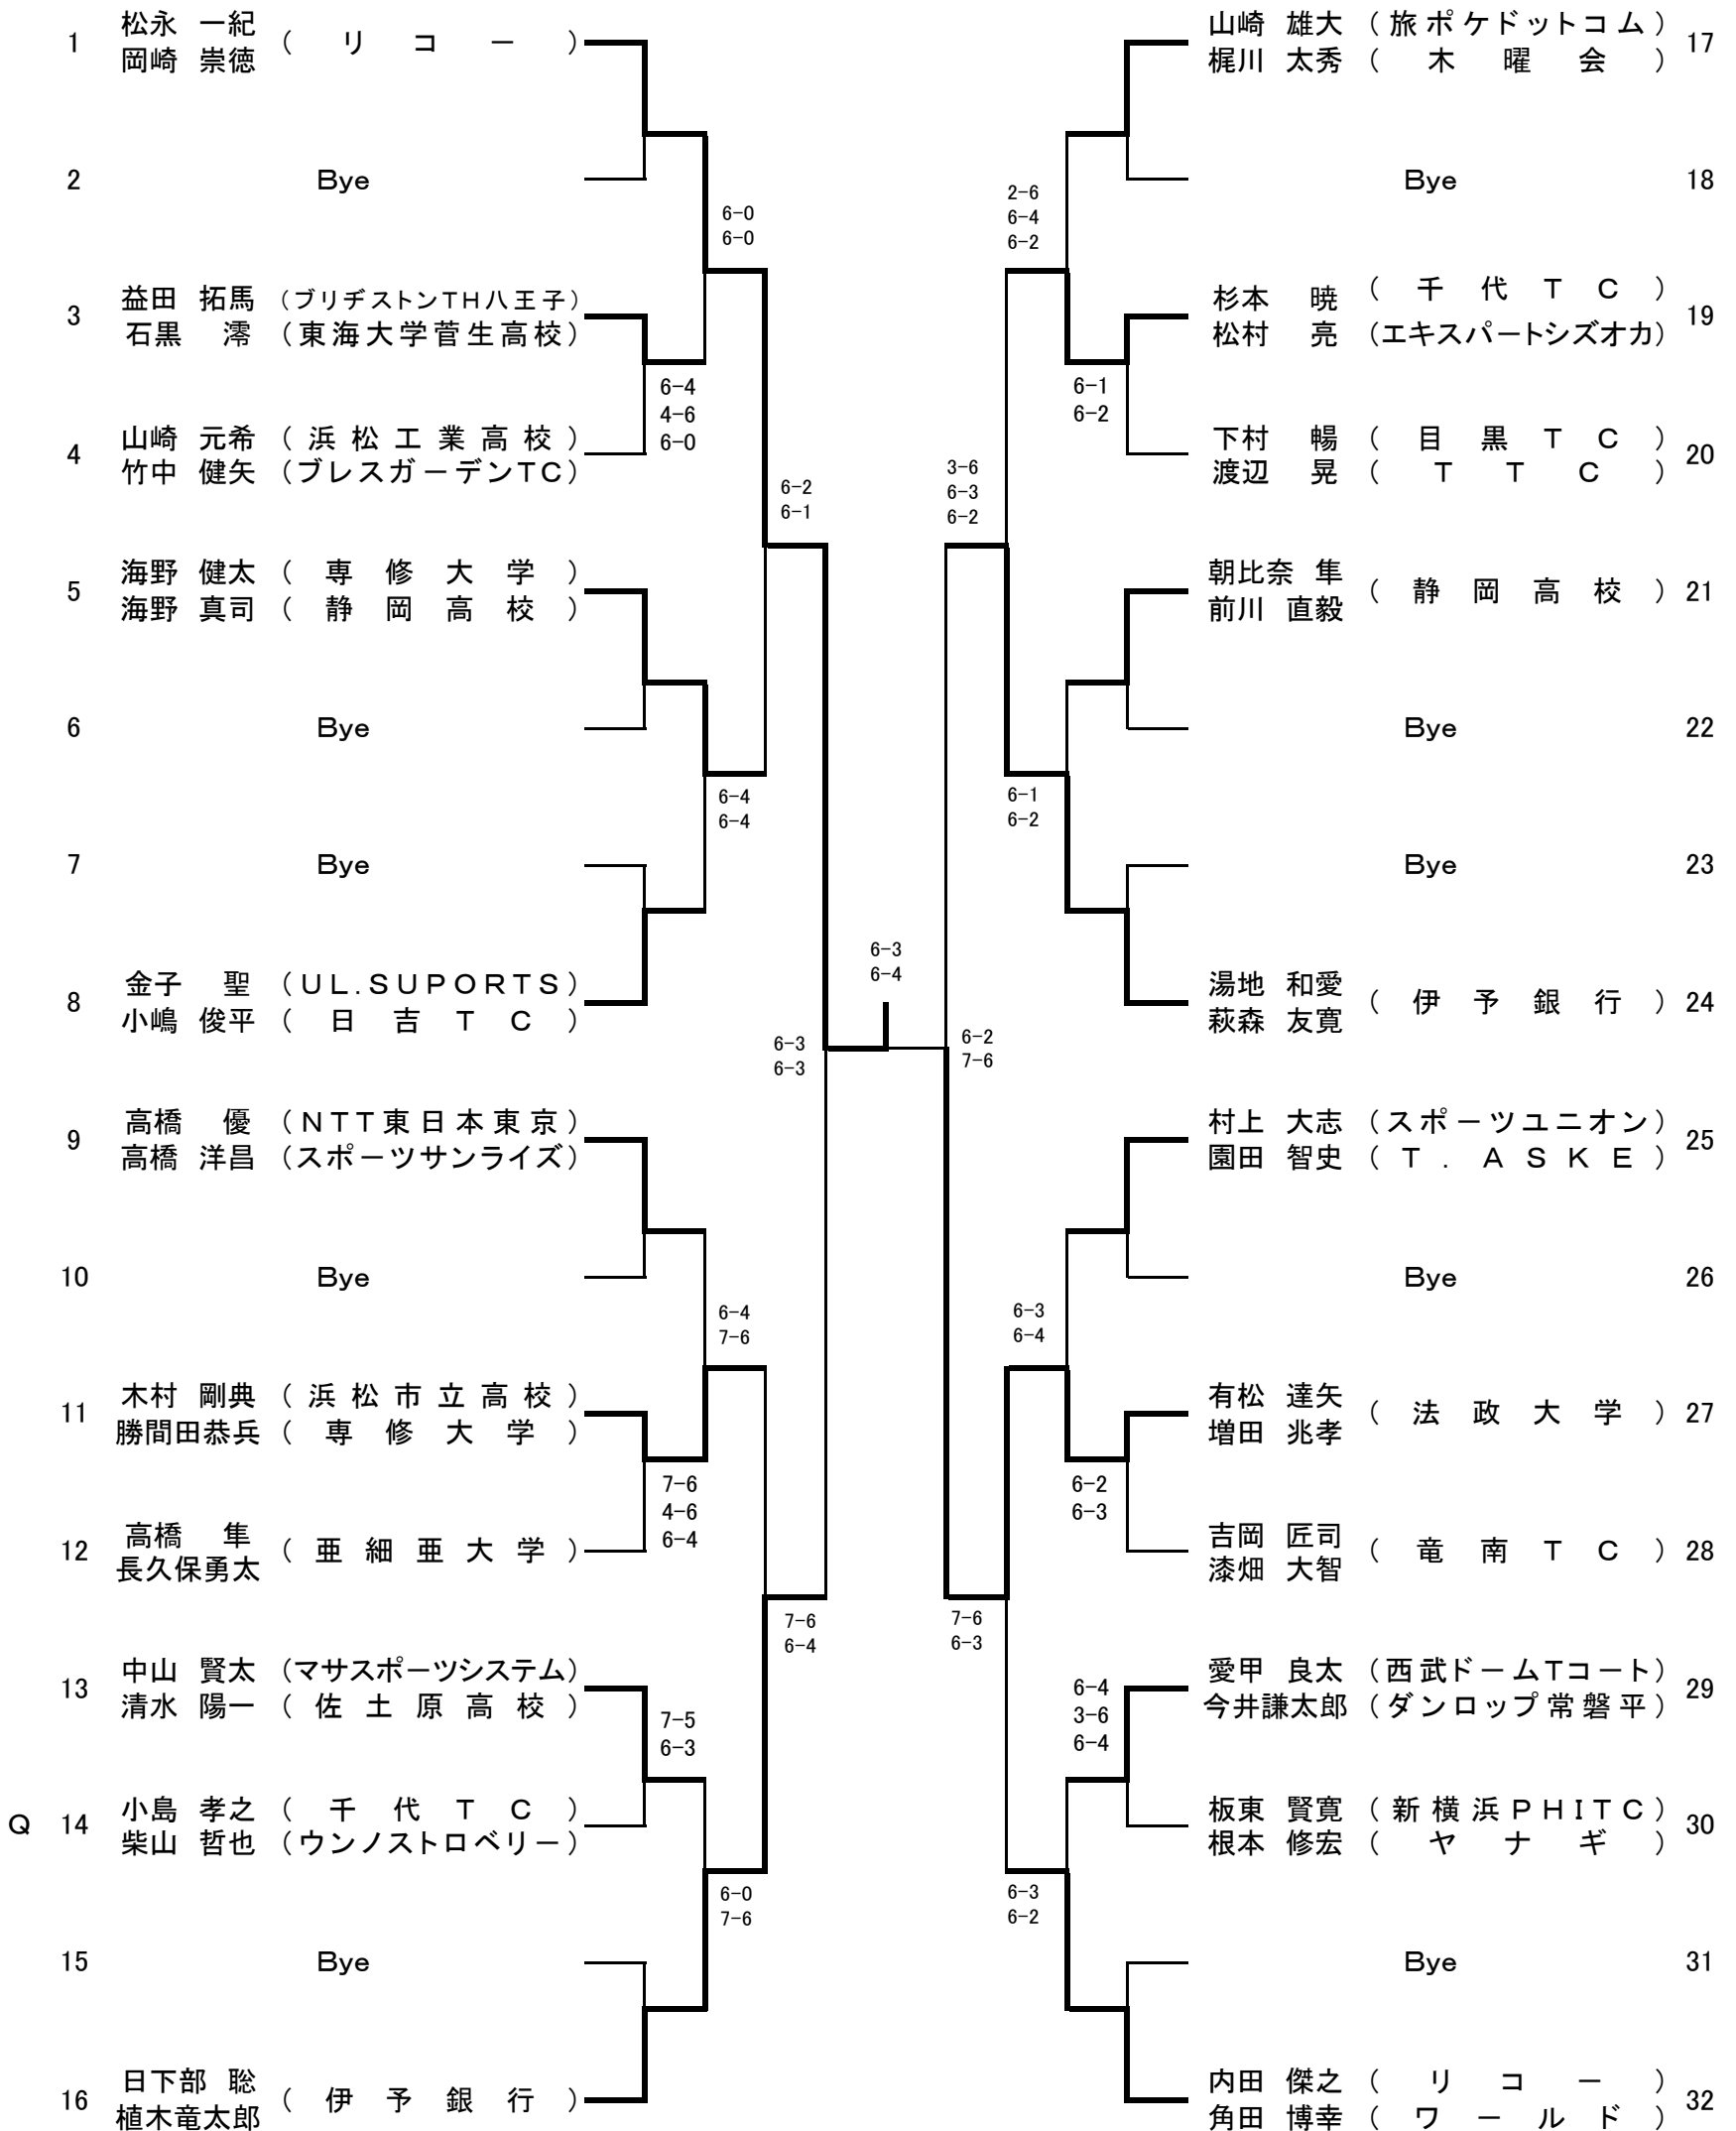 1 松永 一紀 岡崎 崇徳 （ リコー ）
2 Bye
3 益田 拓馬 （ブリヂストンTH八王子）
石黒 澪 （東海大学菅生高校）
4 山崎 元希 （浜松工業高校）
竹中 健矢 （ブレスガーデンTC）
5 海野 健太 （専修大学）
海野 真司 （静岡高校）
6 Bye
7 Bye
8 金子 聖 （UL.SUPORTS）
小嶋 俊平 （日吉TC）
9 高橋 優 （NTT東日本東京）
高橋 洋昌 （スポーツサンライズ）
10 Bye
11 木村 剛典 （浜松市立高校）
勝間田恭兵 （専修大学）
12 高橋 隼 長久保勇太 （亜細亜大学）
13 中山 賢太 （マサスポーツシステム）
清水 陽一 （佐土原高校）
Q 14 小島 孝之 （千代TC）
柴山 哲也 （ウンノストロベリー）
15 Bye
16 日下部 聡 植木竜太郎 （伊予銀行）
6-4
4-6
6-0
7-6
4-6
6-4
7-5
6-3
6-0
6-0
6-4
6-4
6-4
7-6
6-0
7-6
6-2
6-1
7-6
6-4
6-3
6-3
6-3
6-4
6-2
7-6
3-6
6-3
6-2
7-6
6-3
2-6
6-4
6-2
6-1
6-2
6-3
6-4
6-3
6-2
6-1
6-2
6-2
6-3
6-4
3-6
6-4
山崎 雄大 （旅ポケドットコム） 17
梶川 太秀 （木曜会）
Bye 18
杉本 暁 （千代TC） 19
松村 亮 （エキスパートシズオカ）
下村 暢 （目黒TC） 20
渡辺 晃 （TTC）
朝比奈 隼 前川 直毅 （静岡高校） 21
Bye 22
Bye 23
湯地 和愛 萩森 友寛 （伊予銀行） 24
村上 大志 （スポーツユニオン） 25
園田 智史 （T.ASKE）
Bye 26
有松 達矢 増田 兆孝 （法政大学） 27
吉岡 匠司 漆畑 大智 （竜南TC） 28
愛甲 良太 （西武ドームTコート） 29
今井謙太郎 （ダンロップ常磐平）
板東 賢寛 （新横浜PHITC） 30
根本 修宏 （ヤナギ）
Bye 31
内田 傑之 （リコー） 32
角田 博幸 （ワールド）